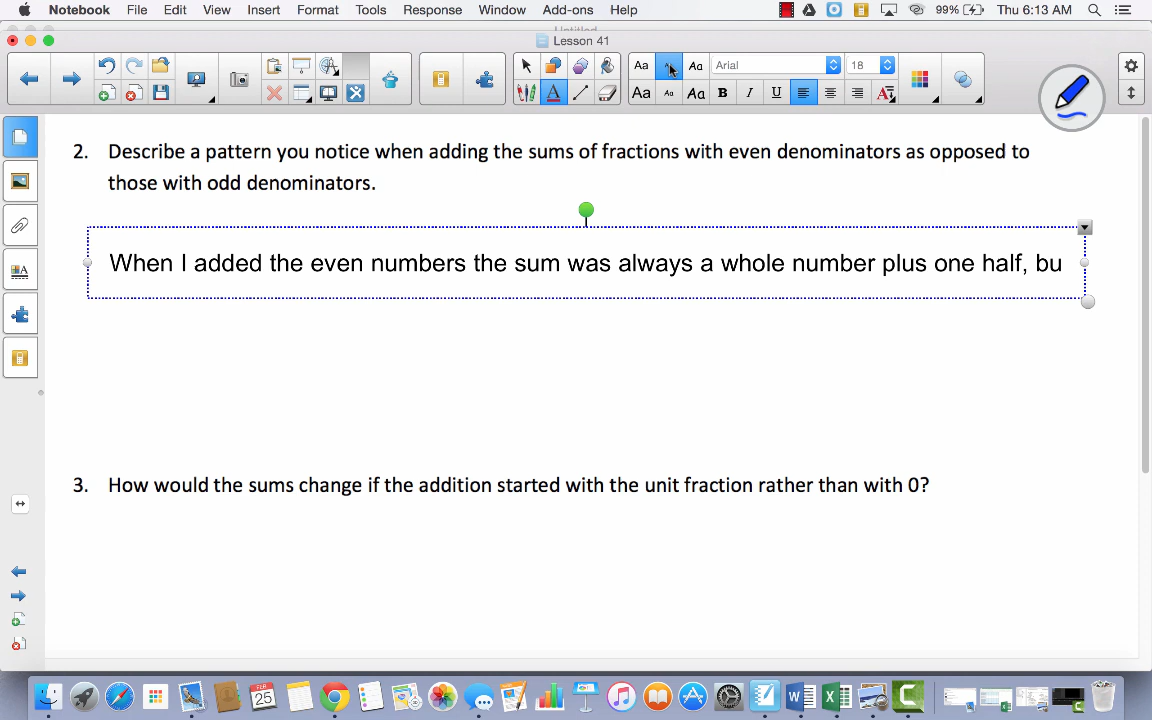 Notebook File Edit View Insert Format Tools Response Window Add-ons Help 99% Thu 6:13 AM
Untitled
Lesson 41
Aa Aa Arial 18
A Aa Aa Aa B I U A
2. Describe a pattern you notice when adding the sums of fractions with even denominators as opposed to
those with odd denominators.
When I added the even numbers the sum was always a whole number plus one half, bu
3. How would the sums change if the addition started with the unit fraction rather than with 0?
FEB
25